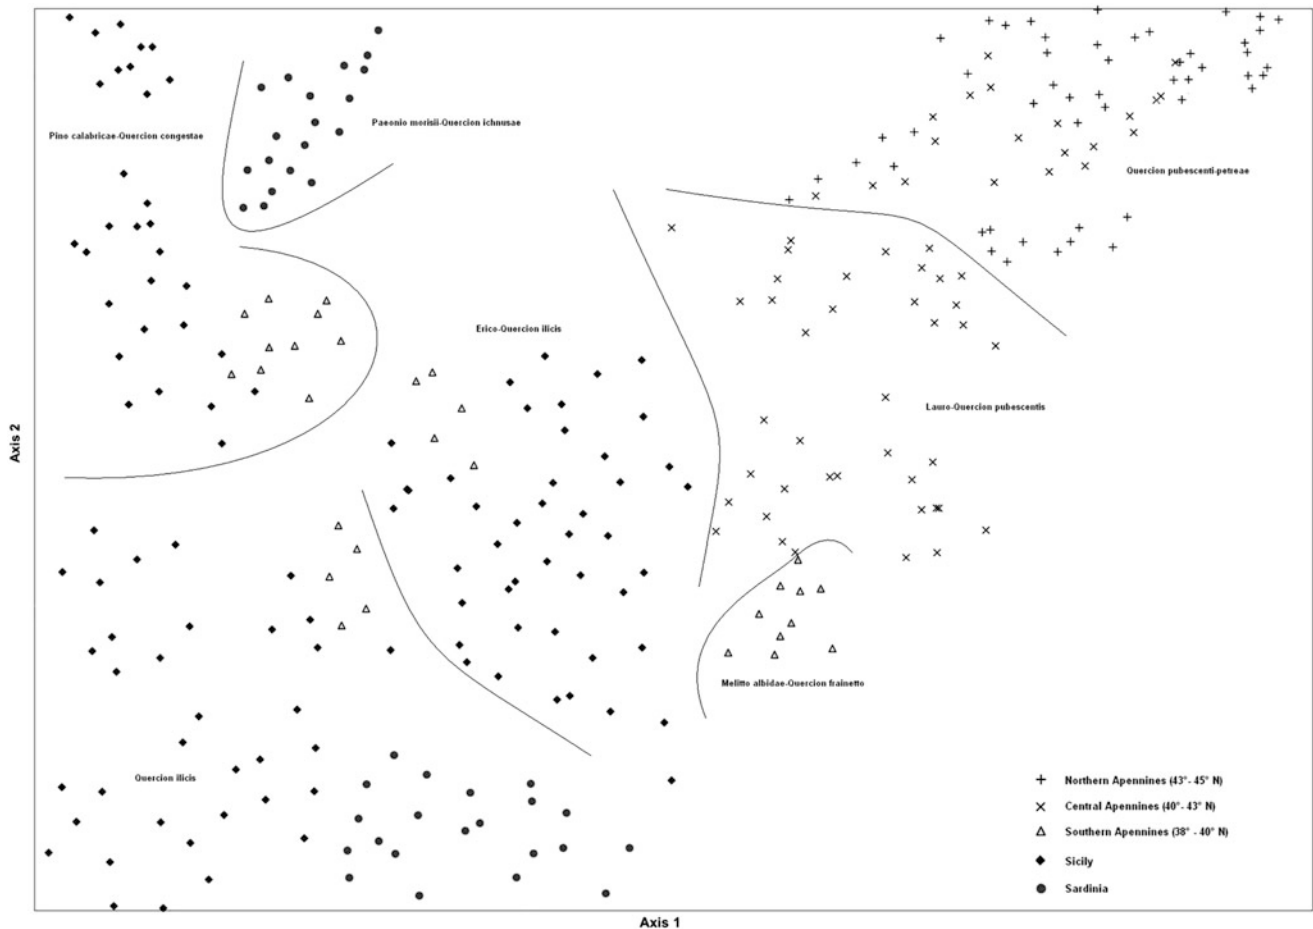 Pino calabricae-Quercion congestae
Paeonio morisii-Quercion ichnusae
Quercion pubescenti-petreae
Erico-Quercion ilicis
Lauro-Quercion pubescentis
Melitto albidae-Quercion frainetto
Quercion ilicis
Northern Apennines (43°- 45° N)
Central Apennines (40°- 43° N)
Southern Apennines (38° - 40° N)
Sicily
Sardinia
Axis 2
Axis 1